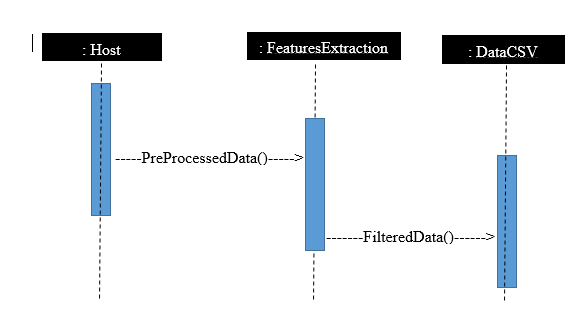 : Host
: FeaturesExtraction
: DataCSV
-----PreProcessedData()----->
-------FilteredData()------>